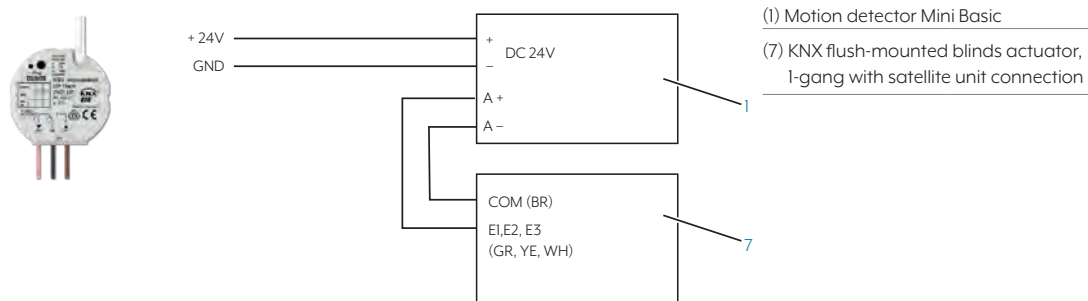 + 24V
GND
+
DC 24V
–
A +
A –
1
COM (BR)
E1,E2, E3
(GR, YE, WH)
7
(1) Motion detector Mini Basic
(7) KNX flush-mounted blinds actuator,
1-gang with satellite unit connection
KNX